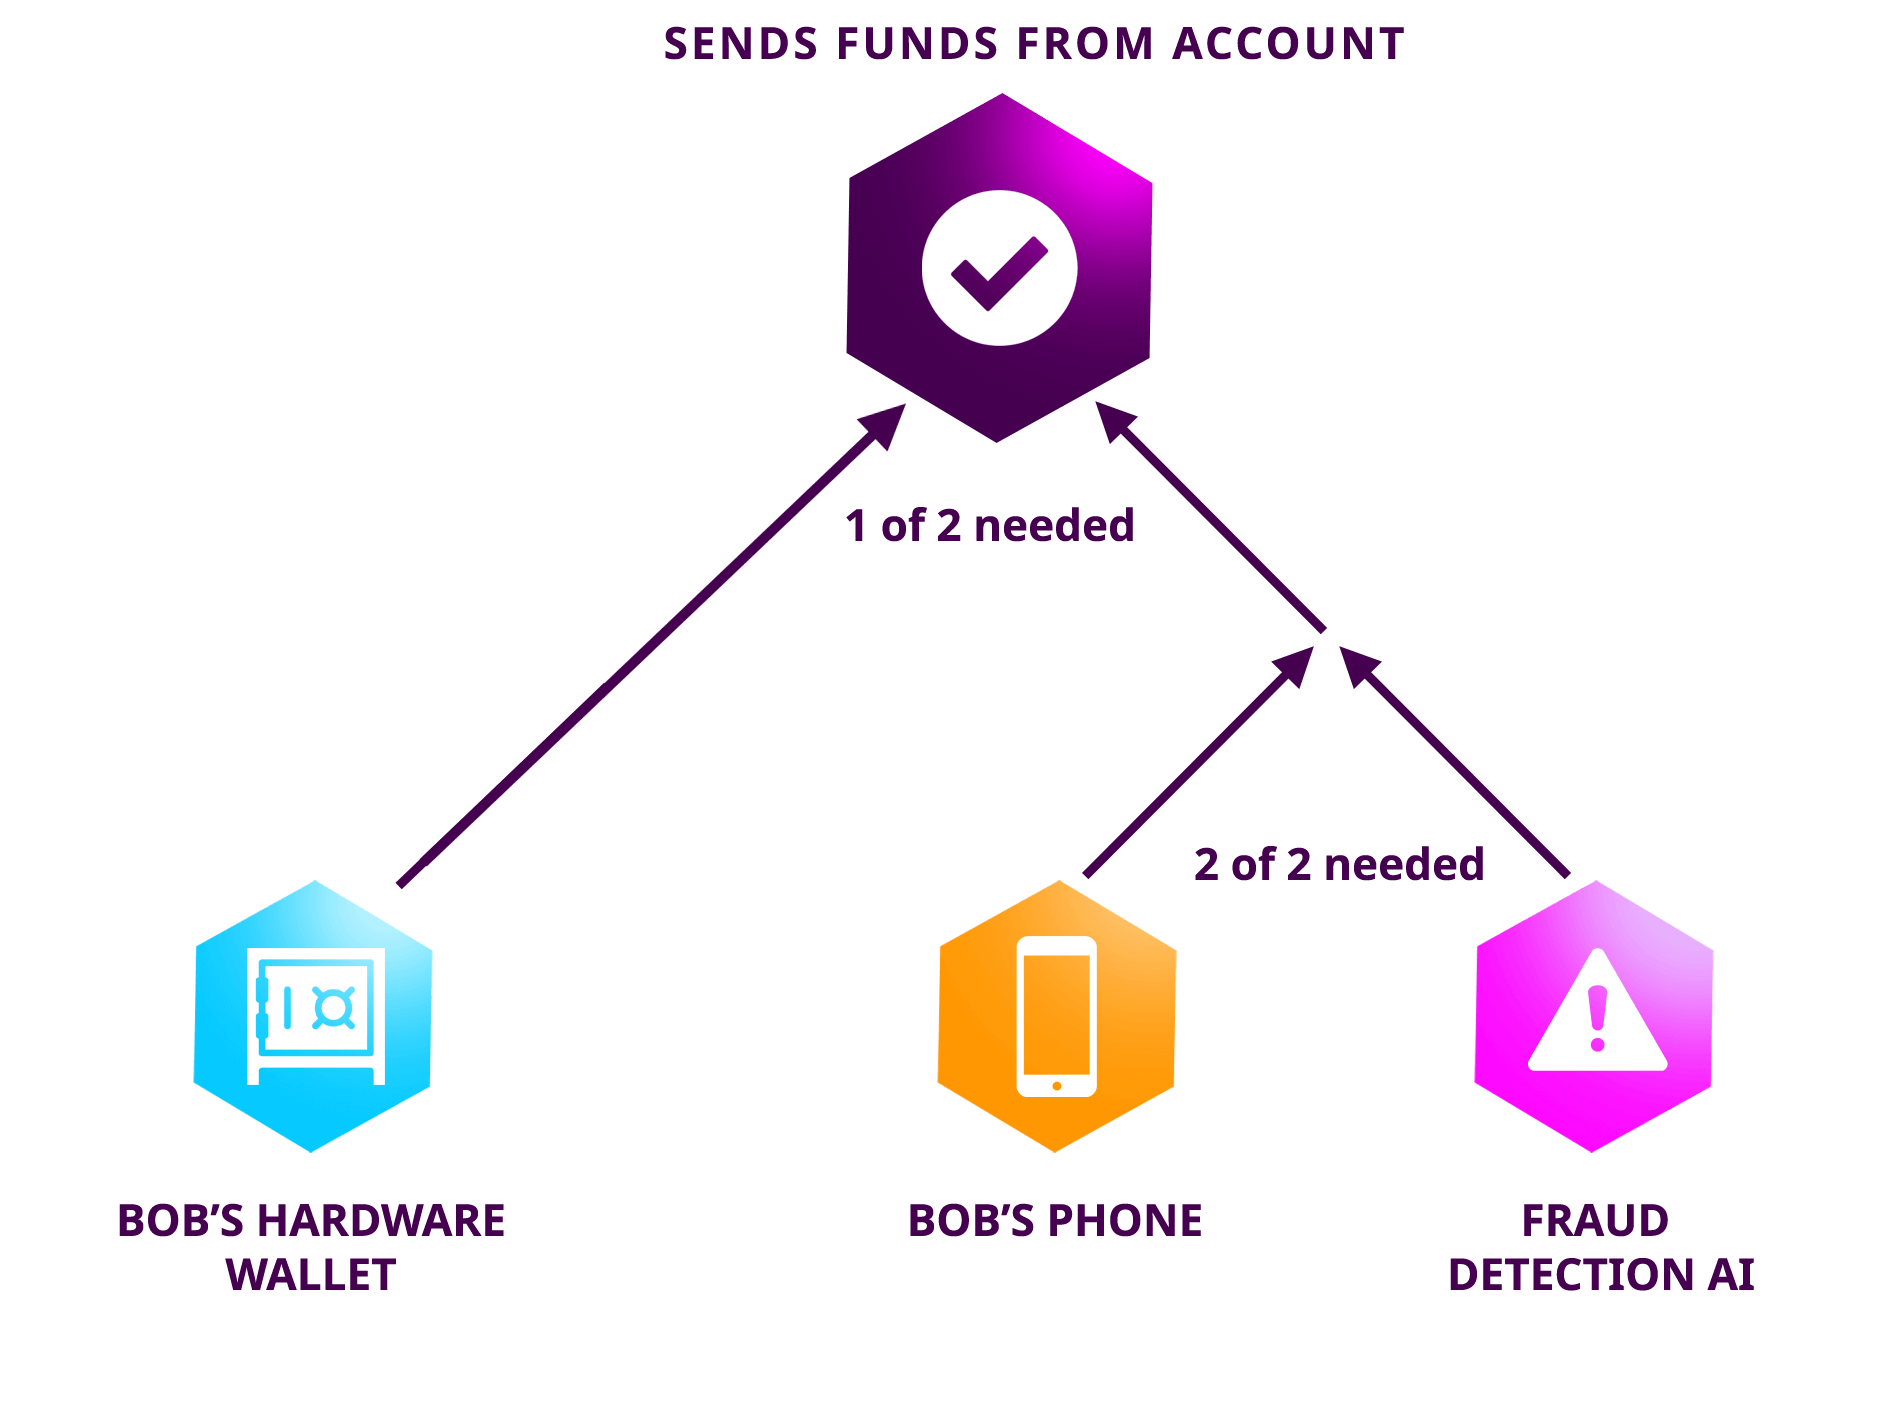 SENDS FUNDS FROM ACCOUNT
1 of 2 needed
2 of 2 needed
BOB’S HARDWARE
WALLET
BOB’S PHONE
FRAUD
DETECTION AI